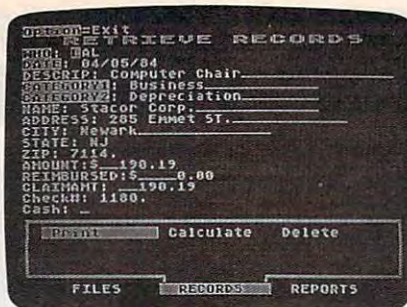 Option=Exit
RETRIEVE RECORDS
WHO: CAL
DATE: 04/05/84
DESCRIP: Computer Chair
CATEGORY1: Business
CATEGORY2: Depreciation
NAME: Stacor Corp.
ADDRESS: 285 Emmet ST.
CITY: Newark
STATE: NJ
ZIP: 7114.
AMOUNT:$ 190.19
REIMBURSED:$ 0.00
CLAIMAMT: 190.19
Check#: 1180.
Cash: _
Print Calculate Delete
FILES RECORDS REPORTS